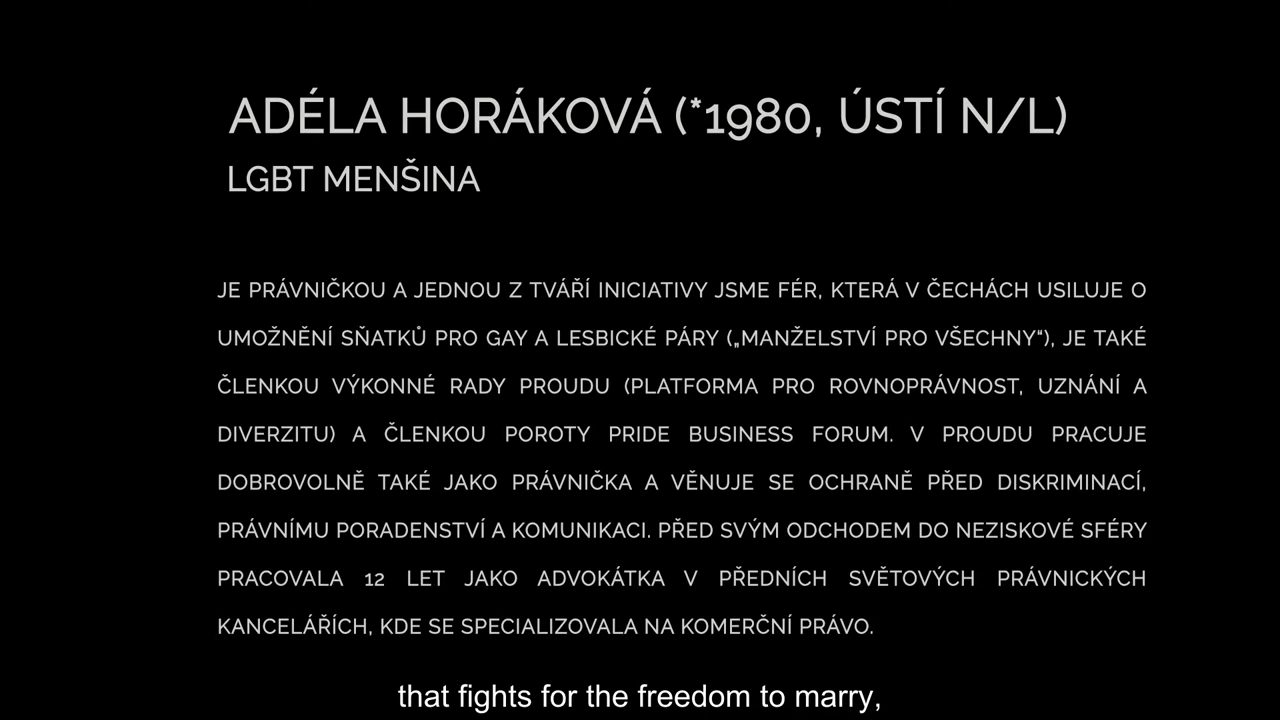 ADÉLA HORÁKOVÁ (*1980, ÚSTÍ N/L)
LGBT MENŠINA
JE PRÁVNIČKOU A JEDNOU Z TVÁŘÍ INICIATIVY JSME FÉR, KTERÁ V ČECHÁCH USILUJE O
UMOŽNĚNÍ SŇATKŮ PRO GAY A LESBICKÉ PÁRY („MANŽELSTVÍ PRO VŠECHNY“), JE TAKÉ
ČLENKOU VÝKONNÉ RADY PROUDU (PLATFORMA PRO ROVNOPRÁVNOST, UZNÁNÍ A
DIVERZITU) A ČLENKOU POROTY PRIDE BUSINESS FORUM. V PROUDU PRACUJE
DOBROVOLNĚ TAKÉ JAKO PRÁVNIČKA A VĚNUJE SE OCHRANĚ PŘED DISKRIMINACÍ,
PRÁVNÍMU PORADENSTVÍ A KOMUNIKACI. PŘED SVÝM ODCHODEM DO NEZISKOVÉ SFÉRY
PRACOVALA 12 LET JAKO ADVOKÁTKA V PŘEDNÍCH SVĚTOVÝCH PRÁVNICKÝCH
KANCELÁŘÍCH, KDE SE SPECIALIZOVALA NA KOMERČNÍ PRÁVO.
that fights for the freedom to marry,